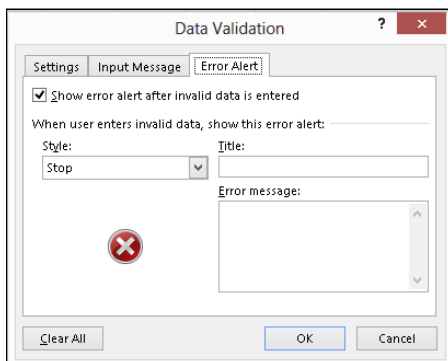 Data Validation ?
Settings Input Message Error Alert
Show error alert after invalid data is entered
When user enters invalid data, show this error alert:
Style: Title:
Stop
Error message:
Clear All OK Cancel